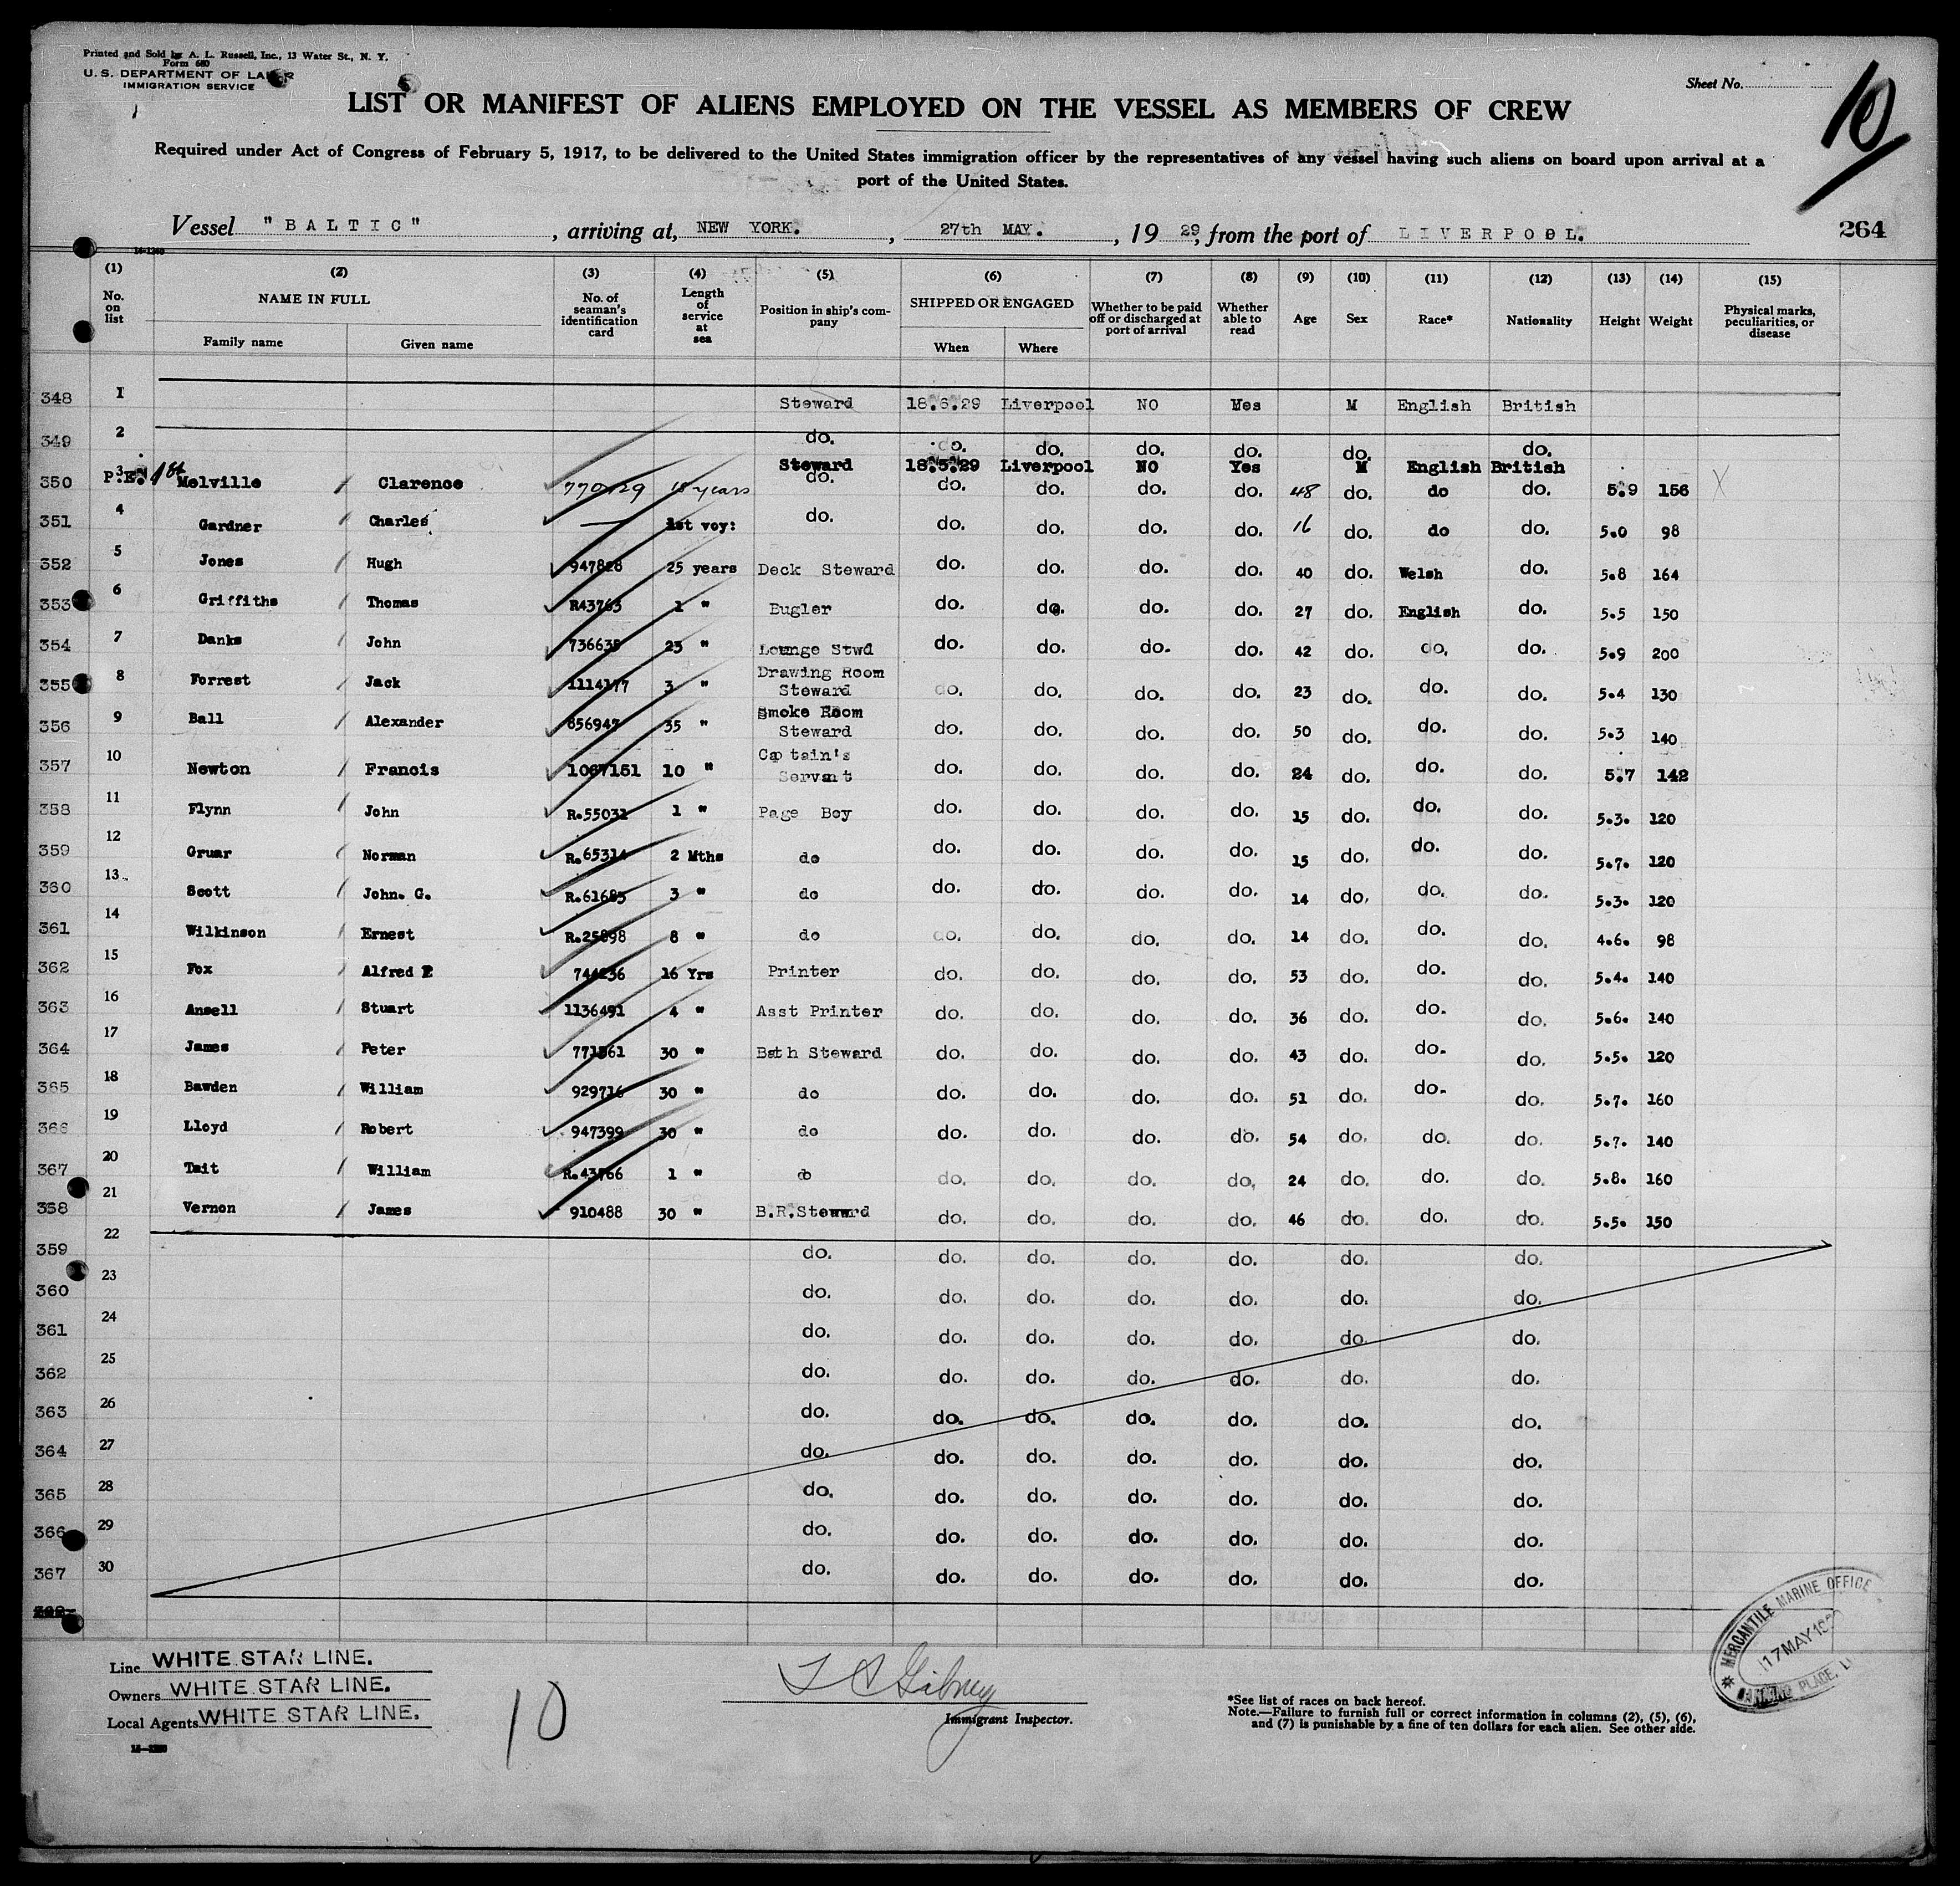 Printed and Sold by A. L. Russell, Inc., 13 Water St., N. Y.
Form 680
U. S. DEPARTMENT OF LABOR
IMMIGRATION SERVICE
Sheet No.
10
LIST OR MANIFEST OF ALIENS EMPLOYED ON THE VESSEL AS MEMBERS OF CREW
Required under Act of Congress of February 5, 1917, to be delivered to the United States immigration officer by the representatives of any vessel having such aliens on board upon arrival at a
port of the United States.
Vessel "BALTIC", arriving at, NEW YORK., 27th MAY., 1929, from the port of LIVERPOOL.
264
(1) (2) (3) (4) (5) (6) (7) (8) (9) (10) (11) (12) (13) (14) (15)
No. on list NAME IN FULL Family name Given name No. of seaman's identification card Length of service at sea Position in ship's company SHIPPED OR ENGAGED When Where Whether to be paid off or discharged at port of arrival Whether able to read Age Sex Race* Nationality Height Weight Physical marks, peculiarities, or disease
348 1 Steward 18.6.29 Liverpool NO Yes M English British
349 2 do. do. do. do. do. do. do.
Steward 18.5.29 Liverpool NO Yes M English British
350 3 P.E. 1st Melville Clarence years do. do. do. do. do. 48 do. do do. 5.9 156
351 4 Gardner Charles — 1st voy: do. do. do. do. do. 16 do. do do. 5.0 98
352 5 Jones Hugh 947828 25 years Deck Steward do. do. do. do. 40 do. Welsh do. 5.8 164
353 6 Griffiths Thomas R43763 1 " Bugler do. do. do. do. 27 do. English do. 5.5 150
354 7 Danks John 23 " Lounge Stwd do. do. do. do. 42 do. do. do. 5.9 200
355 8 Forrest Jack 1114177 3 " Drawing Room Steward do. do. do. do. 23 do. do. do. 5.4 130
356 9 Ball Alexander 856947 35 " Smoke Room Steward do. do. do. do. 50 do. do. do. 5.3 140
357 10 Newton Francis 1067151 10 " Captain's Servant do. do. do. do. 24 do. do. do. 5.7 142
358 11 Flynn John R.55031 1 " Page Boy do. do. do. do. 15 do. do. do. 5.3. 120
359 12 Gruar Norman R.65314 2 Mths do do. do. do. do. 15 do. do. do. 5.7. 120
360 13 Scott John. G. R.61685 3 " do do. do. do. do. 14 do. do. do. 5.3. 120
361 14 Wilkinson Ernest R.25898 8 " do do. do. do. do. 14 do. do. do. 4.6. 98
362 15 Fox Alfred P 744236 16 Yrs Printer do. do. do. do. 53 do. do. do. 5.4. 140
363 16 Ansell Stuart 1136491 4 " Asst Printer do. do. do. do. 36 do. do. do. 5.6. 140
364 17 James Peter 771561 30 " Bath Steward do. do. do. do. 43 do. do. do. 5.5. 120
365 18 Bawden William 929716 30 " do do. do. do. do. 51 do. do. do. 5.7. 160
366 19 Lloyd Robert 947399 30 " do do. do. do. do. 54 do. do. do. 5.7. 140
367 20 Tait William R.43766 1 " do do. do. do. do. 24 do. do. do. 5.8. 160
358 21 Vernon James 910488 30 " B.R.Steward do. do. do. do. 46 do. do. do. 5.5. 150
359 22 do. do. do. do. do. do. do.
360 23 do. do. do. do. do. do. do.
361 24 do. do. do. do. do. do. do.
362 25 do. do. do. do. do. do. do.
363 26 do. do. do. do. do. do. do.
364 27 do. do. do. do. do. do. do.
365 28 do. do. do. do. do. do. do.
366 29 do. do. do. do. do. do. do.
367 30 do. do. do. do. do. do. do.
MERCANTILE MARINE OFFICE
17 MAY 192
PLACE, L
Line WHITE STAR LINE.
Owners WHITE STAR LINE.
Local Agents WHITE STAR LINE.
10
Gibney
Immigrant Inspector.
*See list of races on back hereof.
Note.—Failure to furnish full or correct information in columns (2), (5), (6),
and (7) is punishable by a fine of ten dollars for each alien. See other side.